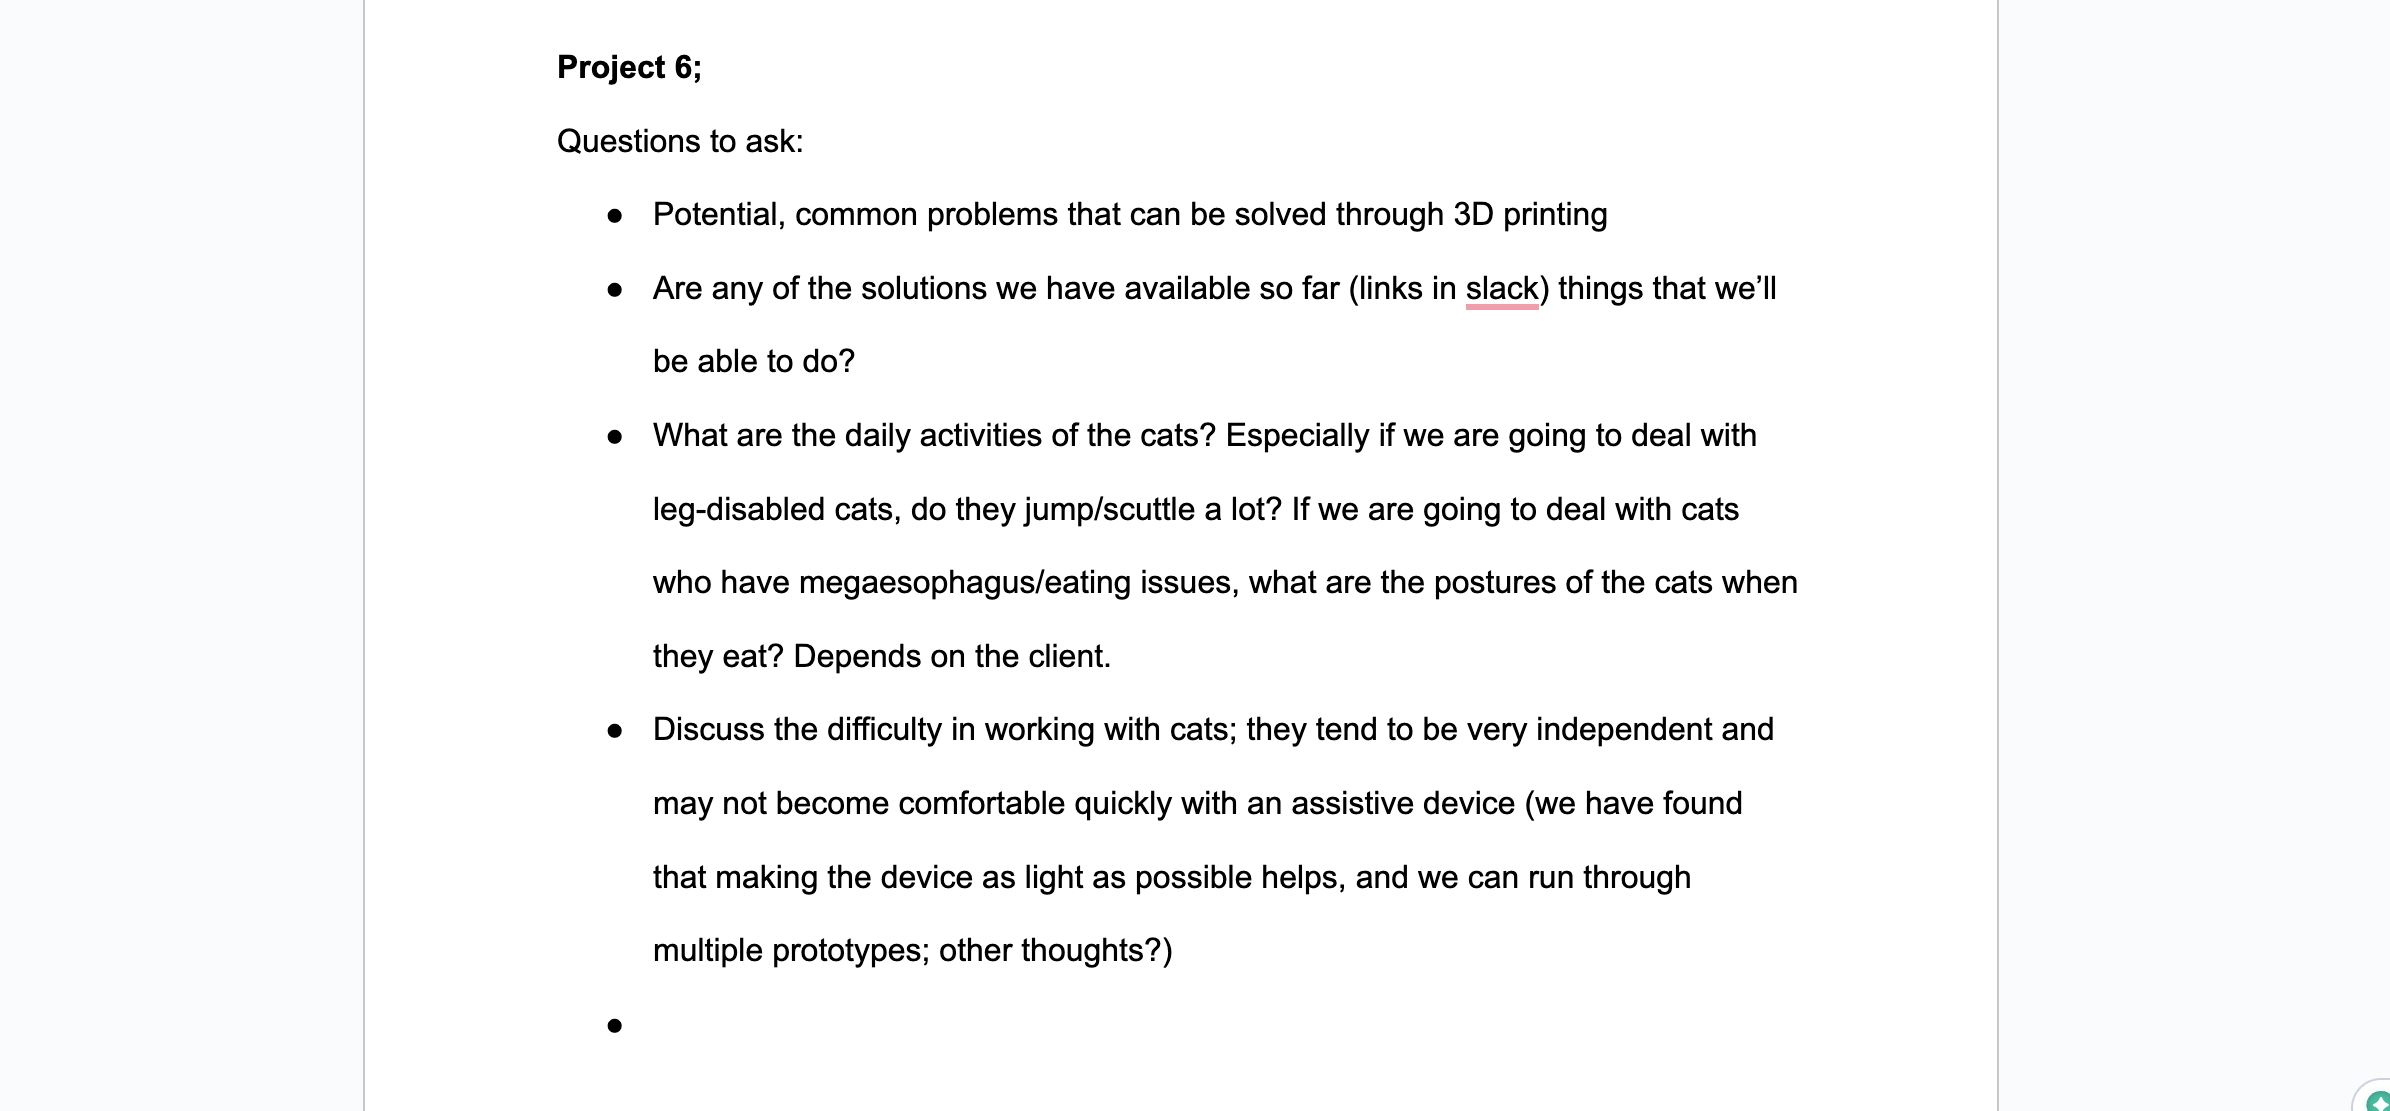 Project 6;
Questions to ask:
● Potential, common problems that can be solved through 3D printing
● Are any of the solutions we have available so far (links in slack) things that we’ll
be able to do?
● What are the daily activities of the cats? Especially if we are going to deal with
leg-disabled cats, do they jump/scuttle a lot? If we are going to deal with cats
who have megaesophagus/eating issues, what are the postures of the cats when
they eat? Depends on the client.
● Discuss the difficulty in working with cats; they tend to be very independent and
may not become comfortable quickly with an assistive device (we have found
that making the device as light as possible helps, and we can run through
multiple prototypes; other thoughts?)
●